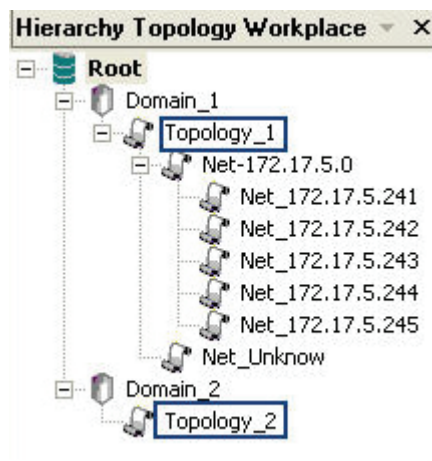 Hierarchy Topology Workplace
Root
Domain_1
Topology_1
Net-172.17.5.0
Net_172.17.5.241
Net_172.17.5.242
Net_172.17.5.243
Net_172.17.5.244
Net_172.17.5.245
Net_Unknow
Domain_2
Topology_2